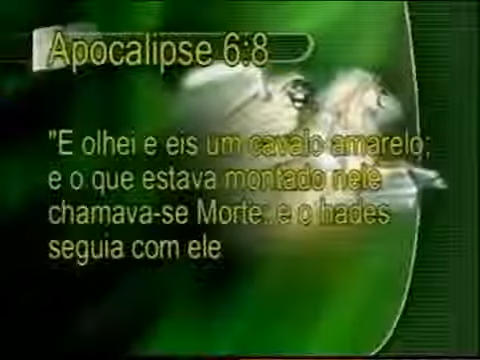 Apocalipse 6:8
"E olhei e eis um cavalo amarelo;
e o que estava montado nele
chamava-se Morte..e o hades
seguia com ele